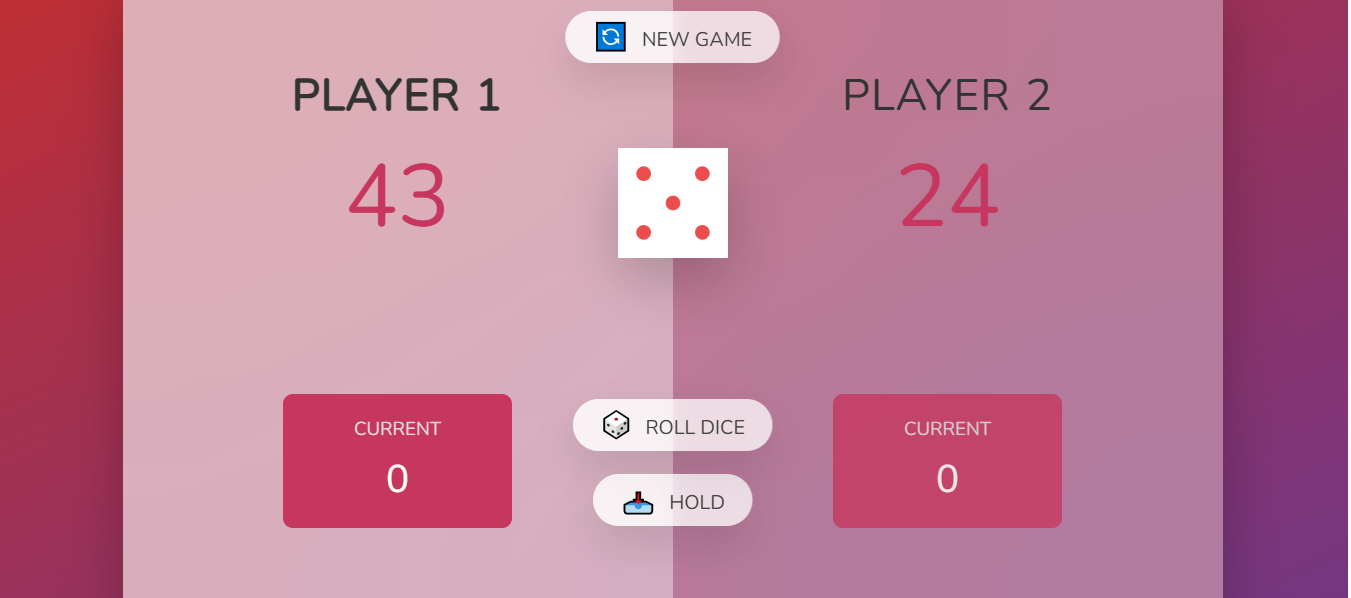 NEW GAME
PLAYER 1
43
PLAYER 2
24
CURRENT
0
ROLL DICE
HOLD
CURRENT
0